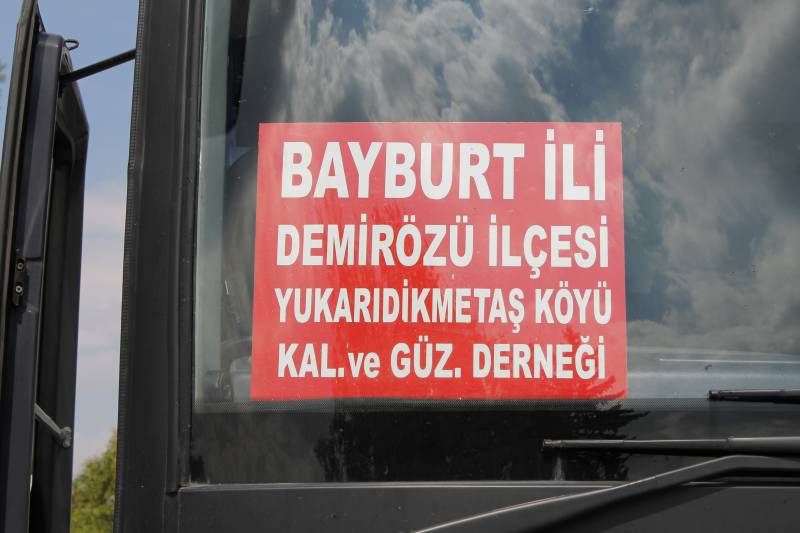 BAYBURT İLİ
DEMİRÖZÜ İLÇESİ
YUKARIDİKMETAŞ KÖYÜ
KAL.ve GÜZ. DERNEĞİ